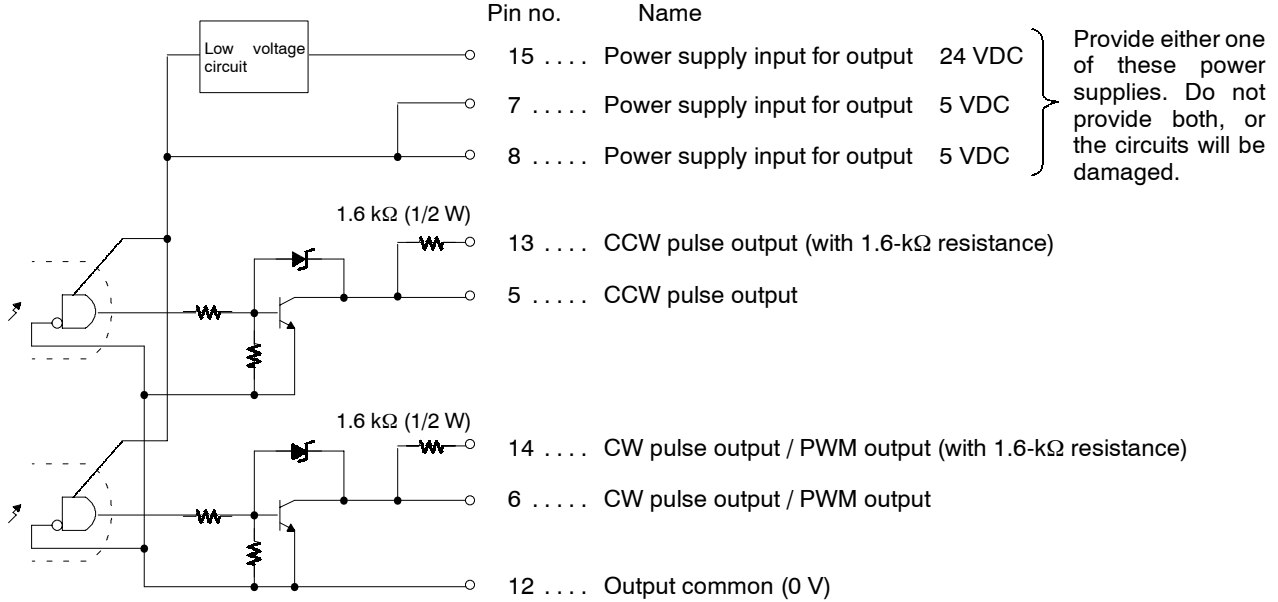 Pin no. Name
Low voltage
circuit
15 .... Power supply input for output 24 VDC
7 ..... Power supply input for output 5 VDC
8 ..... Power supply input for output 5 VDC
Provide either one
of these power
supplies. Do not
provide both, or
the circuits will be
damaged.
1.6 kΩ (1/2 W)
13 .... CCW pulse output (with 1.6-kΩ resistance)
5 ..... CCW pulse output
1.6 kΩ (1/2 W)
14 .... CW pulse output / PWM output (with 1.6-kΩ resistance)
6 ..... CW pulse output / PWM output
12 .... Output common (0 V)